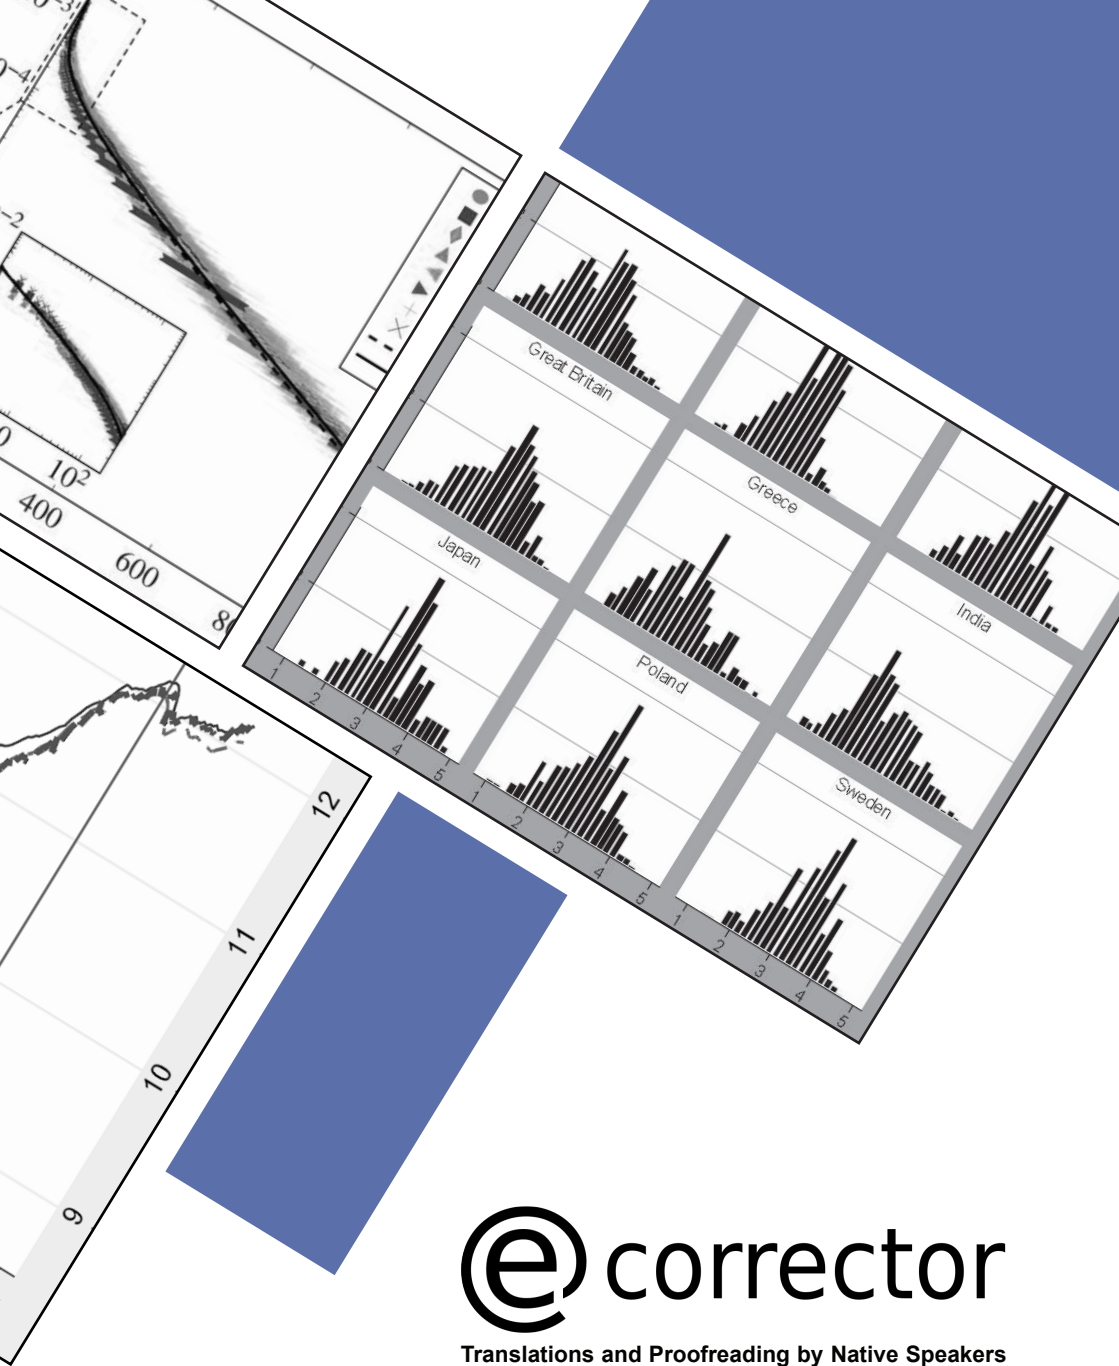 10²
400
600
Great Britain
Greece
India
Japan
Poland
Sweden
1 2 3 4 5
1 2 3 4 5
1 2 3 4 5
12
11
10
9
e corrector
Translations and Proofreading by Native Speakers